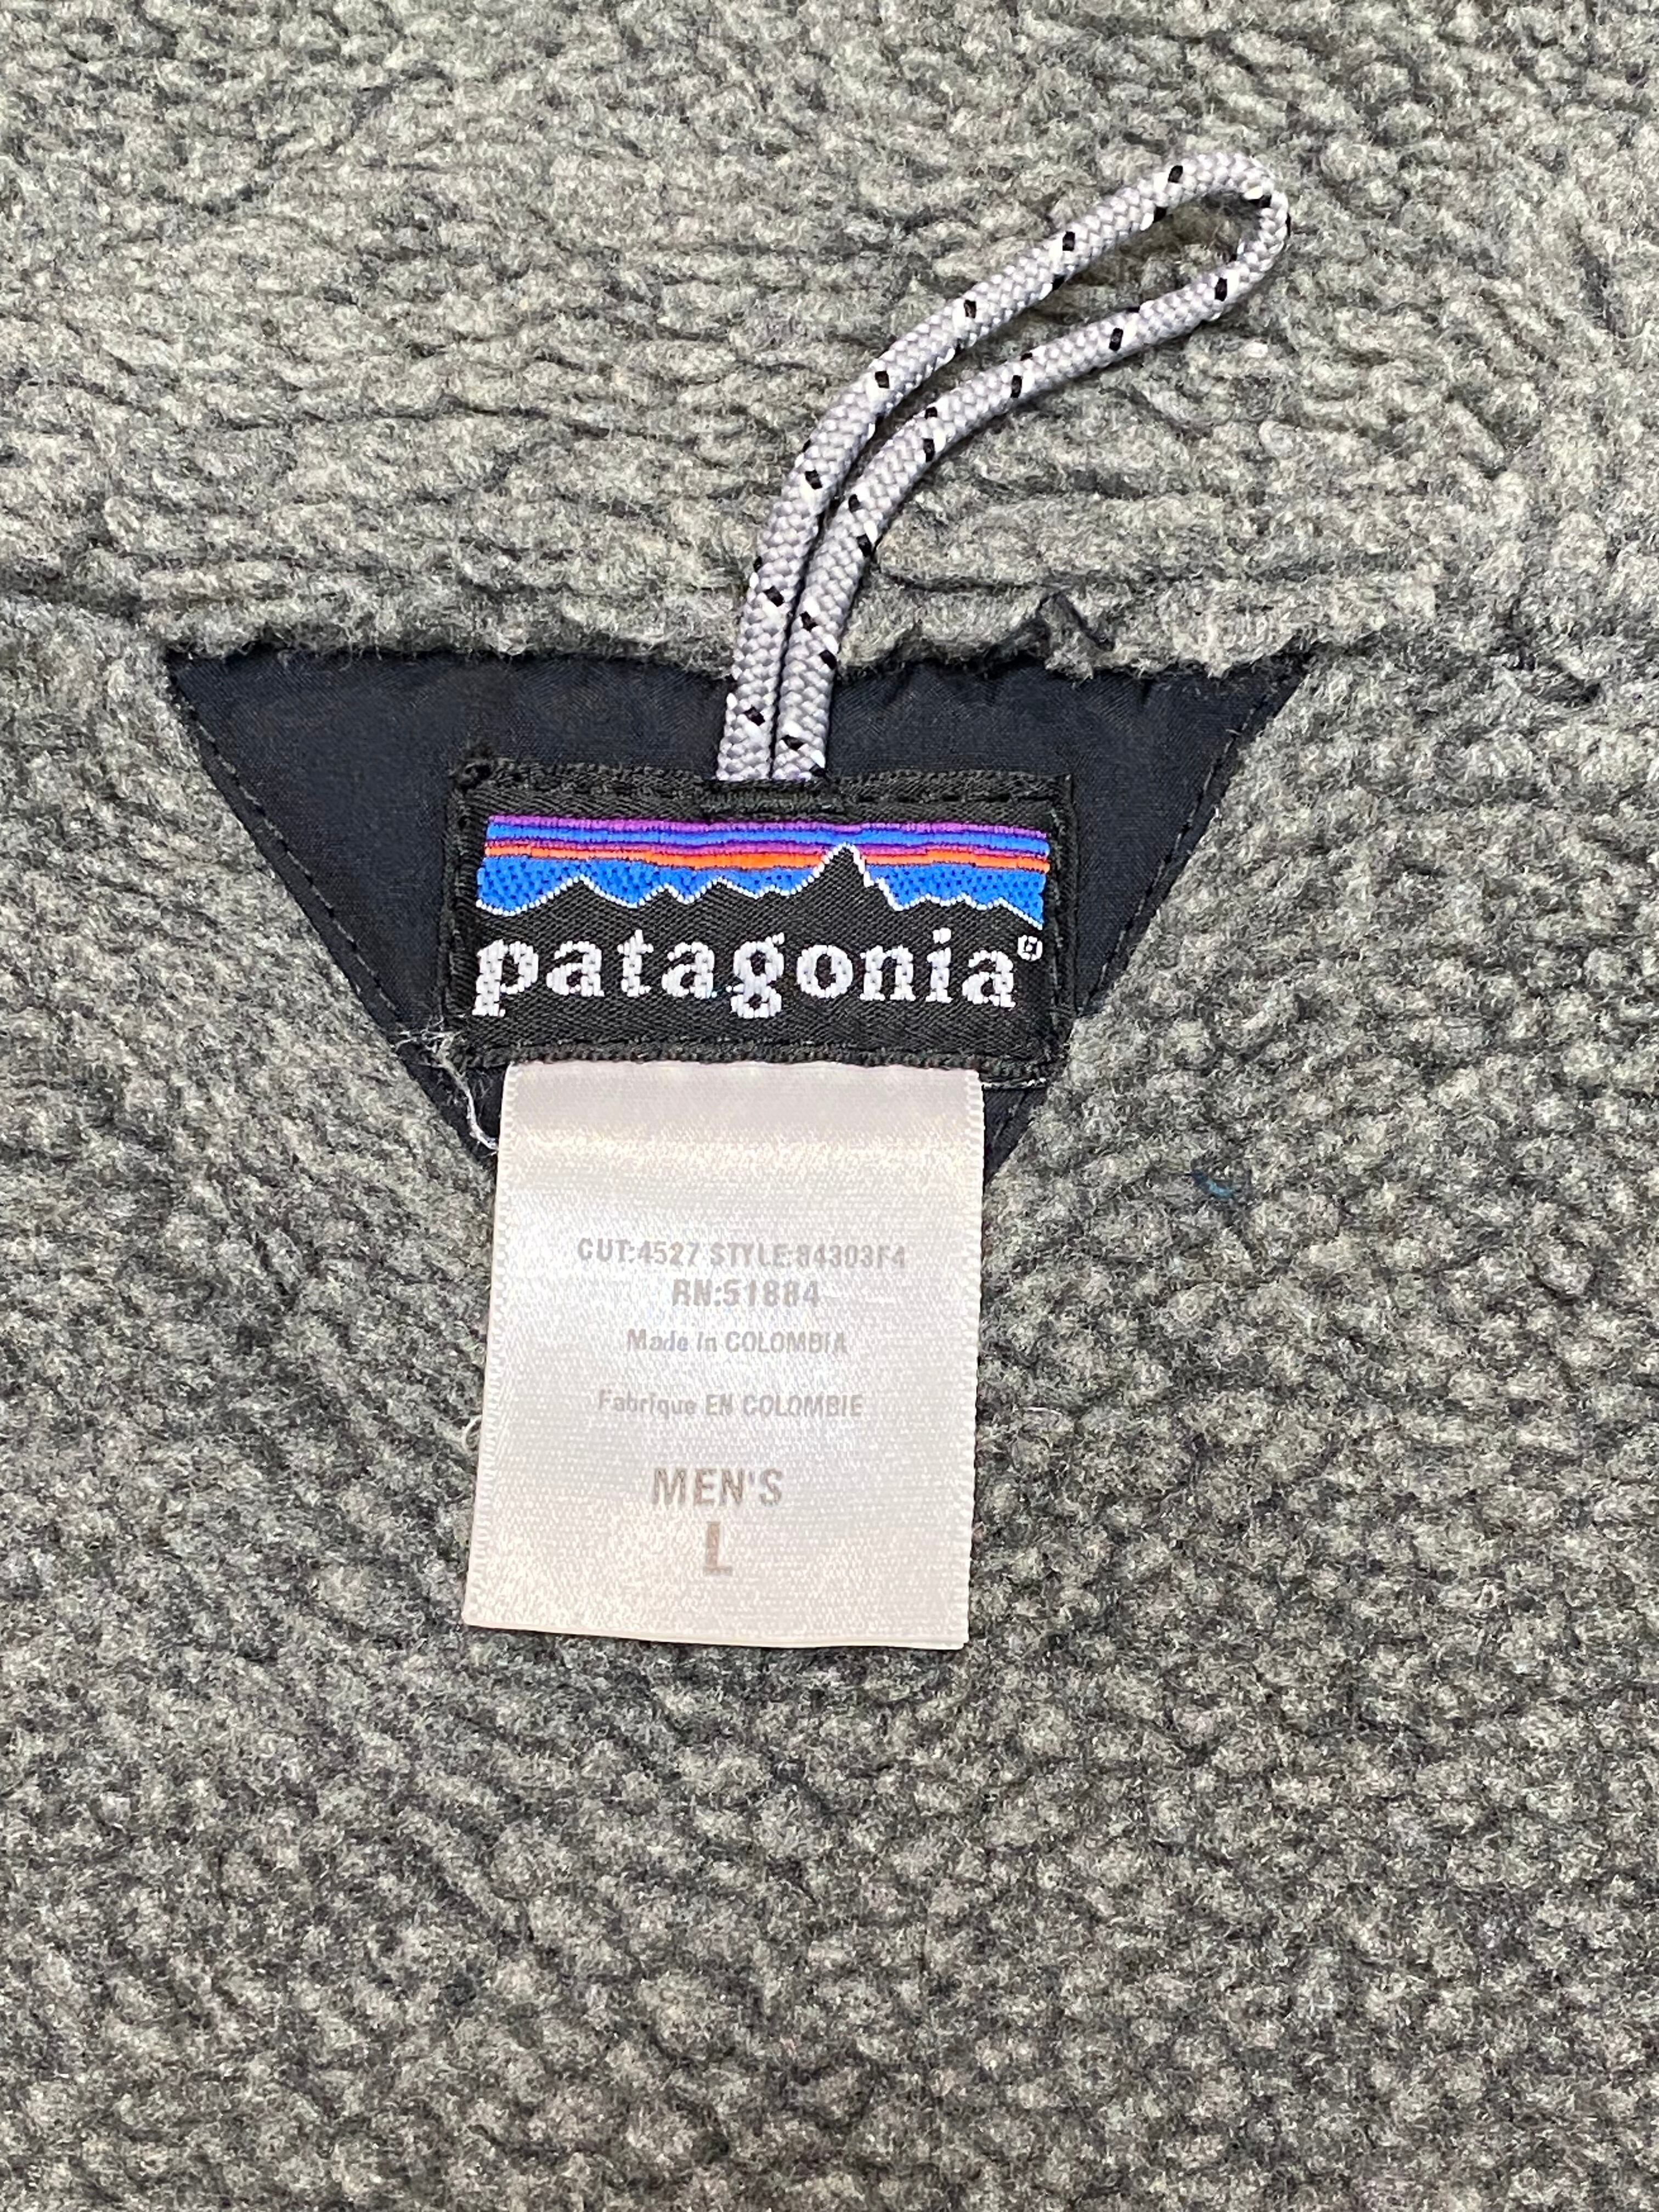 patagonia®
CUT:4527 STYLE:84303F4
RN:51884
Made in COLOMBIA
Fabrique EN COLOMBIE
MEN'S
L